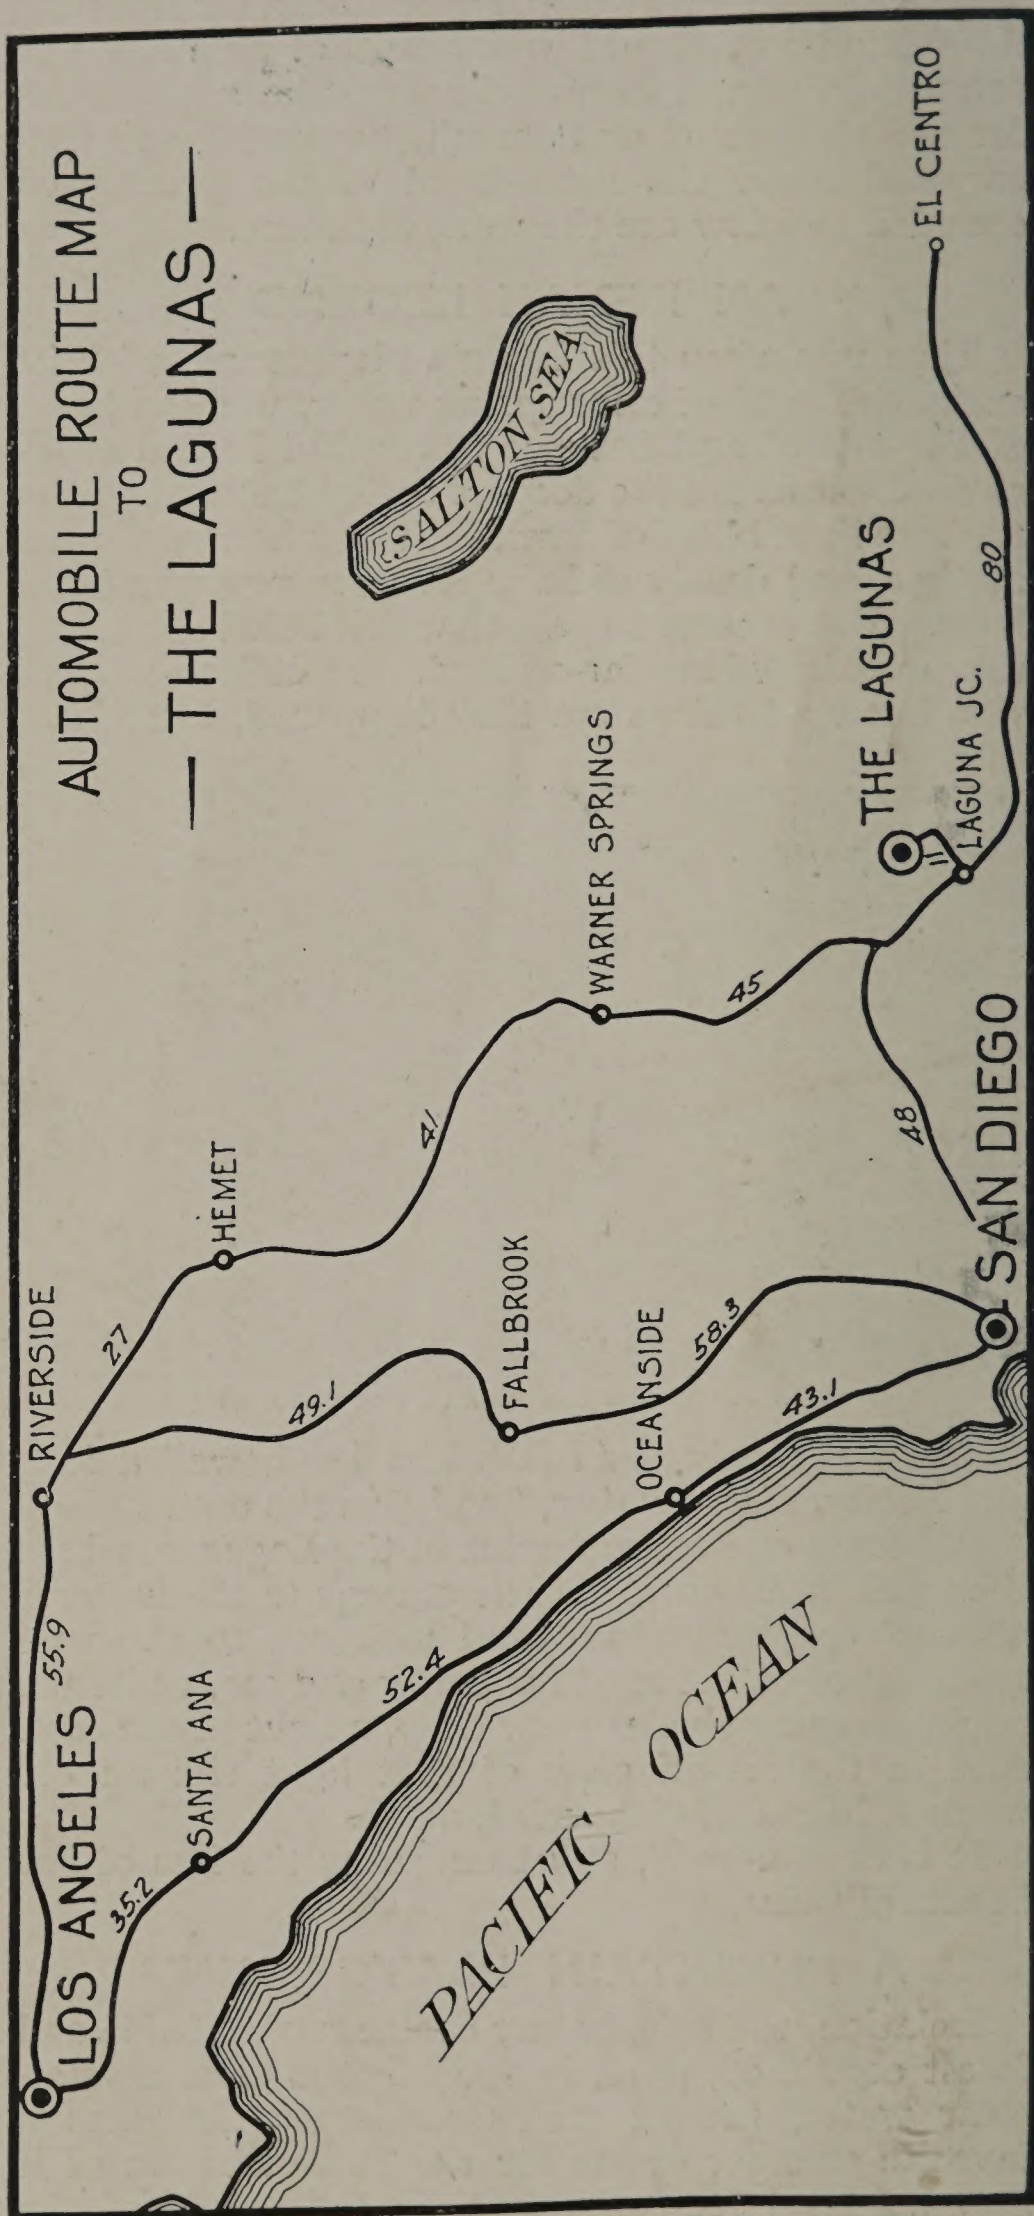 AUTOMOBILE ROUTE MAP
TO
— THE LAGUNAS —
LOS ANGELES
55.9
RIVERSIDE
35.2
SANTA ANA
27
HEMET
49.1
41
SALTON SEA
52.4
FALLBROOK
WARNER SPRINGS
OCEANSIDE
58.3
45
43.1
PACIFIC OCEAN
THE LAGUNAS
11
LAGUNA JC.
48
80
EL CENTRO
SAN DIEGO